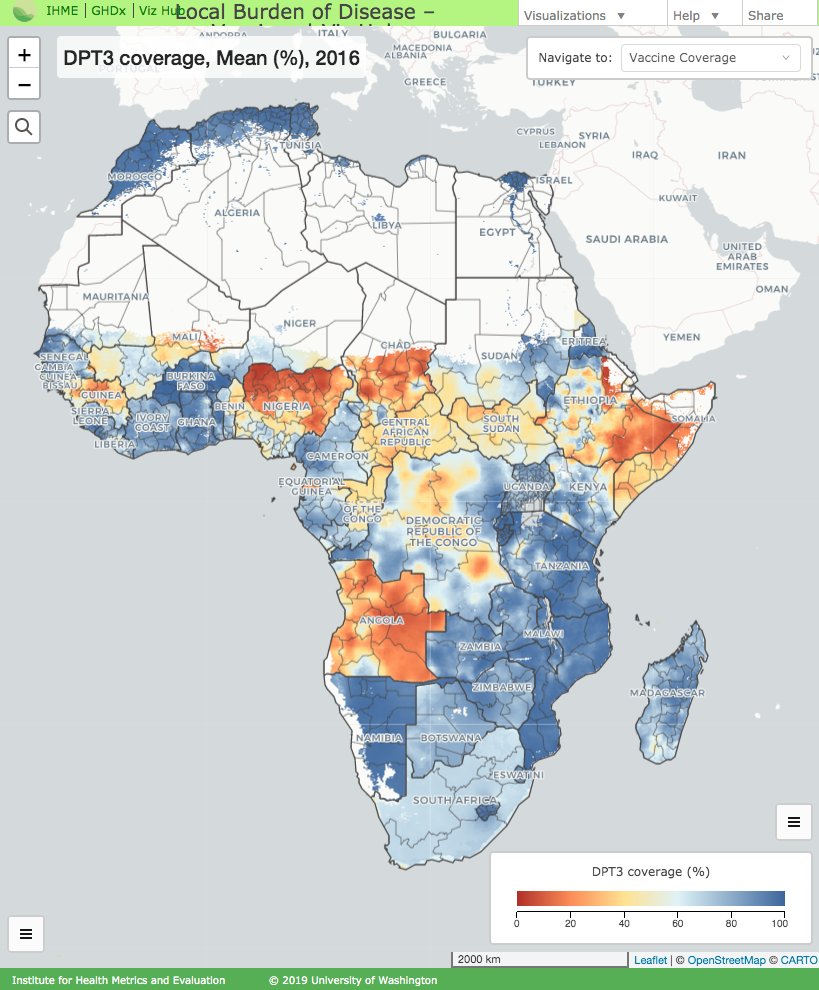 IHME | GHDx | Viz Hub
Local Burden of Disease –
Visualizations ▼
Help ▼
Share
DPT3 coverage, Mean (%), 2016
Navigate to:
Vaccine Coverage
+
−
ANDORRA
ITALY
BULGARIA
MACEDONIA
ALBANIA
PORTUGAL
GREECE
TURKEY
CYPRUS
SYRIA
LEBANON
TUNISIA
IRAQ
IRAN
MOROCCO
ISRAEL
KUWAIT
ALGERIA
LIBYA
EGYPT
SAUDI ARABIA
UNITED
ARAB
EMIRATES
OMAN
MAURITANIA
NIGER
MALI
CHAD
SUDAN
ERITREA
YEMEN
SENEGAL
GAMBIA
GUINEA
BISSAU
BURKINA
FASO
GUINEA
BENIN
NIGERIA
ETHIOPIA
SIERRA
LEONE
IVORY
COAST
GHANA
CENTRAL
AFRICAN
REPUBLIC
SOUTH
SUDAN
SOMALIA
LIBERIA
CAMEROON
EQUATORIAL
GUINEA
UGANDA
KENYA
OF THE
CONGO
DEMOCRATIC
REPUBLIC OF
THE CONGO
TANZANIA
ANGOLA
MALAWI
ZAMBIA
ZIMBABWE
MADAGASCAR
NAMIBIA
BOTSWANA
ESWATINI
SOUTH AFRICA
DPT3 coverage (%)
0 20 40 60 80 100
2000 km
Leaflet | © OpenStreetMap © CARTO
Institute for Health Metrics and Evaluation © 2019 University of Washington